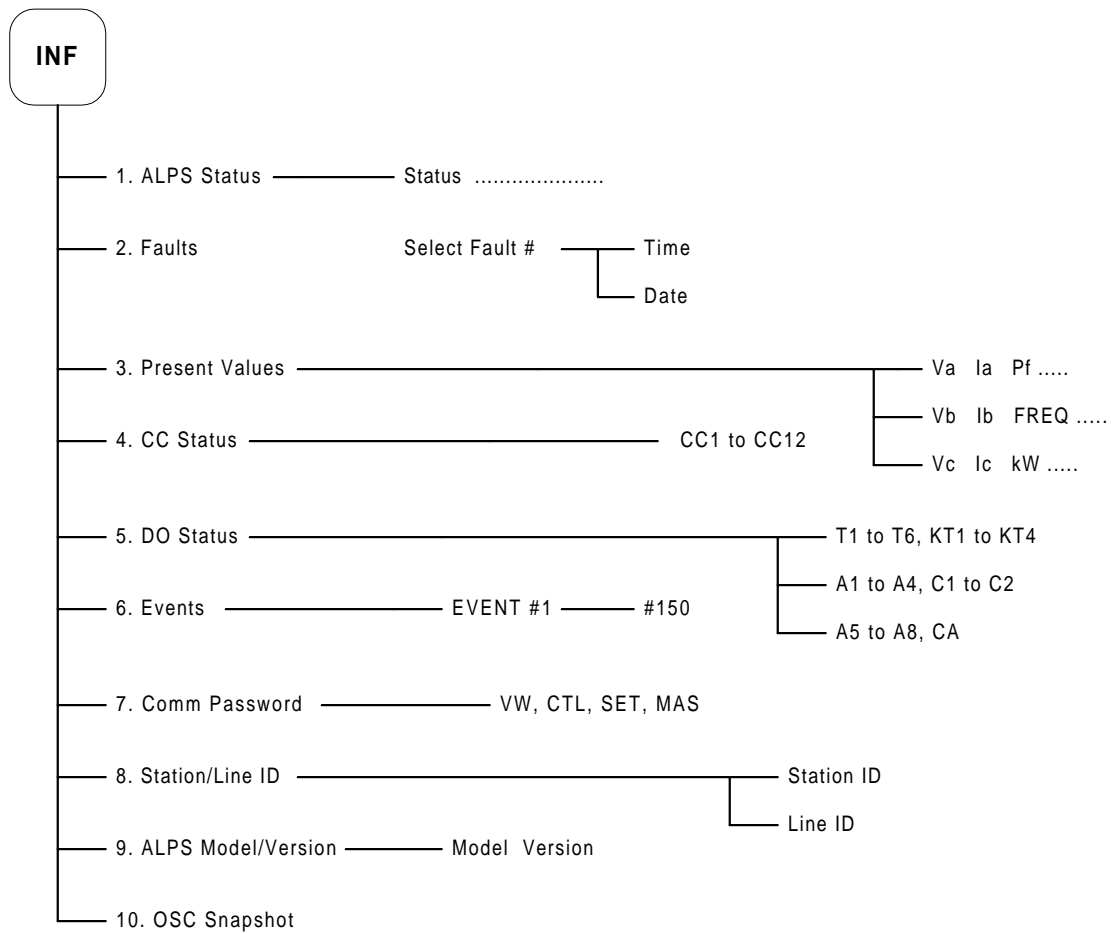 INF
1. ALPS Status Status .....................
2. Faults Select Fault # Time
Date
3. Present Values Va Ia Pf .....
Vb Ib FREQ .....
4. CC Status CC1 to CC12
Vc Ic kW .....
5. DO Status T1 to T6, KT1 to KT4
A1 to A4, C1 to C2
6. Events EVENT #1 #150
A5 to A8, CA
7. Comm Password VW, CTL, SET, MAS
8. Station/Line ID Station ID
Line ID
9. ALPS Model/Version Model Version
10. OSC Snapshot